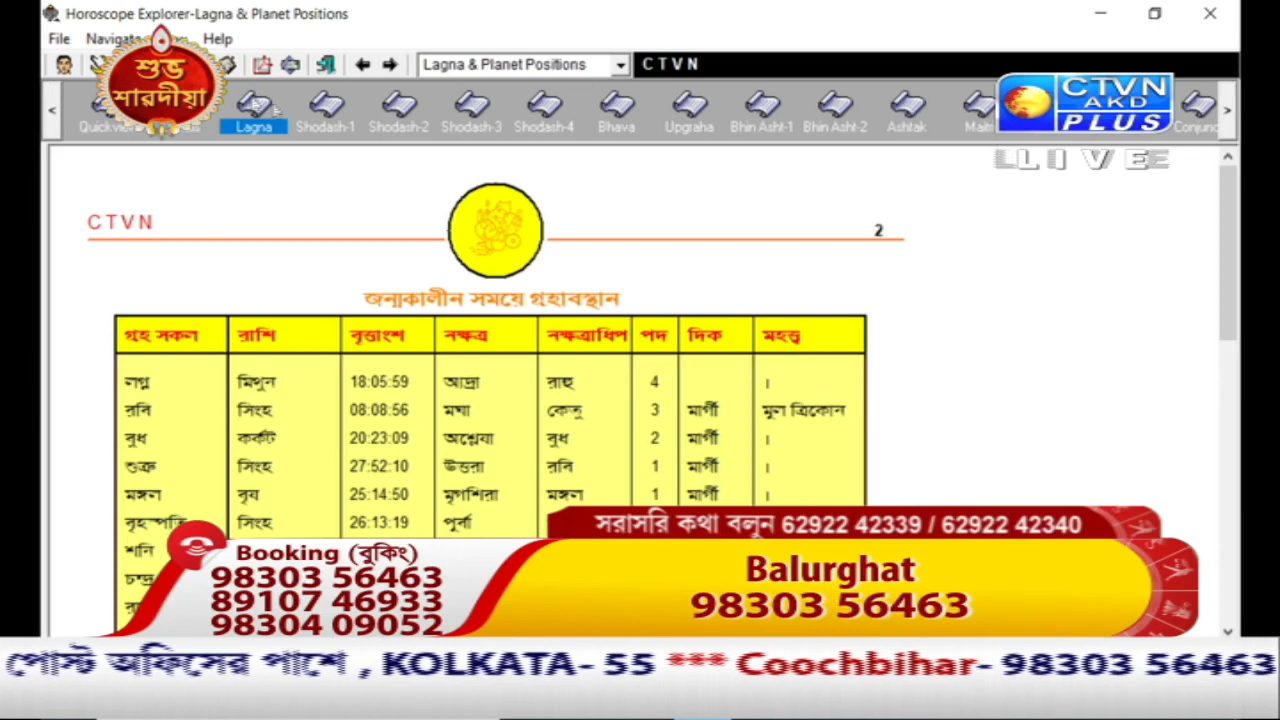 Horoscope Explorer-Lagna & Planet Positions
File Help
শুভ
শারদীয়া
Lagna & Planet Positions
CTVN
CTVN
AKD
PLUS
LIVE
< Lagna Shodash-1 Shodash-2 Shodash-3 Shodash-4 Bhava Upgraha Bhin Asht-1 Bhin Asht-2 Ashtak >
CTVN
2
জন্মকালীন সময়ে গ্রহাবস্থান
গ্রহ সকল রাশি বৃত্তাংশ নক্ষত্র নক্ষত্রাধিপ পদ দিক মহত্ত্ব
লগ্ন মিথুন 18:05:59 আদ্রা রাহু 4 ।
রবি সিংহ 08:08:56 মঘা কেতু 3 মার্গী মুল ত্রিকোন
বুধ কর্কট 20:23:09 অশ্লেষা বুধ 2 মার্গী ।
শুক্র সিংহ 27:52:10 উত্তরা রবি 1 মার্গী ।
মঙ্গল বৃষ 25:14:50 মৃগশিরা মঙ্গল 1 মার্গী ।
বৃহস্পতি সিংহ 26:13:19 পুর্বা
শনি
চন্দ্র
সরাসরি কথা বলুন 62922 42339 / 62922 42340
Booking (বুকিং)
98303 56463
89107 46933
98304 09052
Balurghat
98303 56463
পোস্ট অফিসের পাশে , KOLKATA- 55 *** Coochbihar- 98303 56463